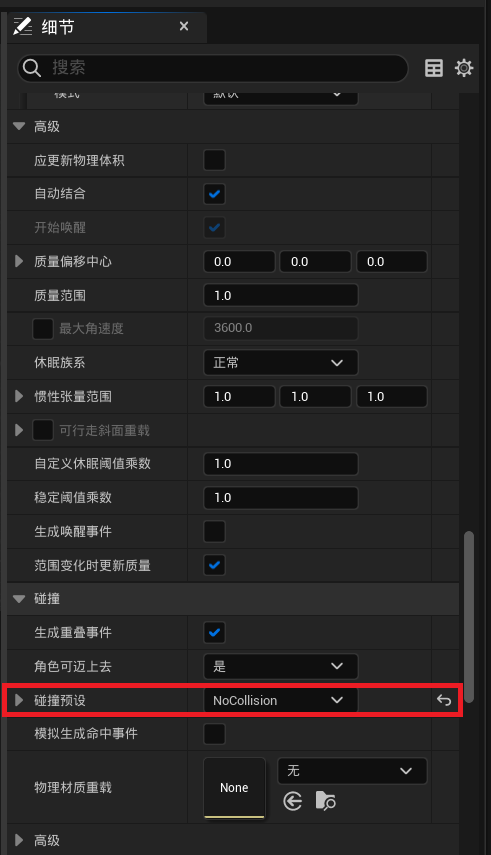 细节
搜索
模式 默认
高级
应更新物理体积
自动结合
开始唤醒
质量偏移中心 0.0 0.0 0.0
质量范围 1.0
最大角速度 3600.0
休眠族系 正常
惯性张量范围 1.0 1.0 1.0
可行走斜面重载
自定义休眠阈值乘数 1.0
稳定阈值乘数 1.0
生成唤醒事件
范围变化时更新质量
碰撞
生成重叠事件
角色可迈上去 是
碰撞预设 NoCollision
模拟生成命中事件
物理材质重载 None 无
高级